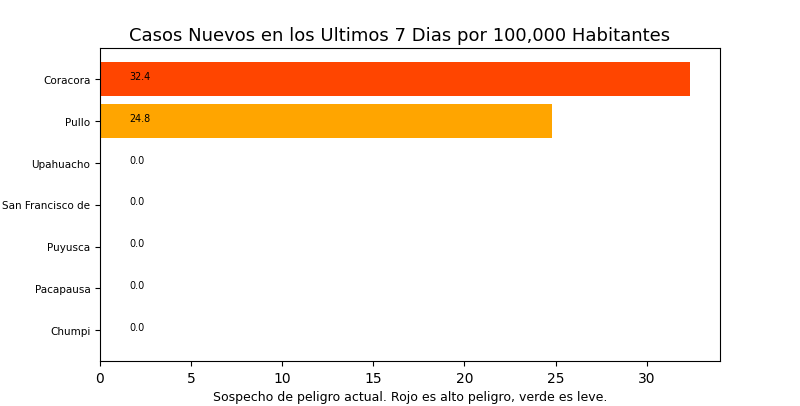 Casos Nuevos en los Ultimos 7 Dias por 100,000 Habitantes
Coracora 32.4
Pullo 24.8
Upahuacho 0.0
San Francisco de 0.0
Puyusca 0.0
Pacapausa 0.0
Chumpi 0.0
0 5 10 15 20 25 30
Sospecho de peligro actual. Rojo es alto peligro, verde es leve.